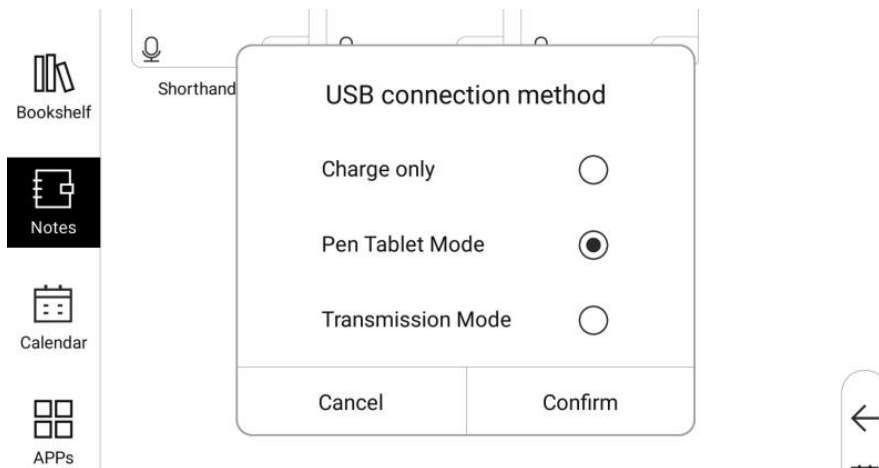 Bookshelf
Notes
Calendar
APPs
Shorthand
USB connection method
Charge only
Pen Tablet Mode
Transmission Mode
Cancel
Confirm